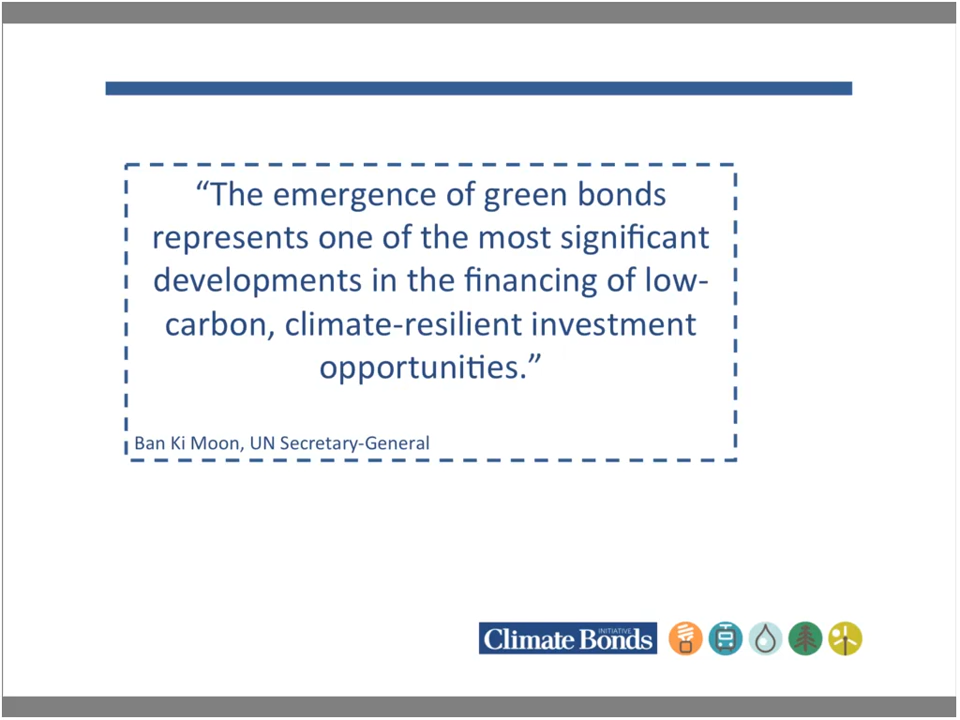 “The emergence of green bonds
represents one of the most significant
developments in the financing of low-
carbon, climate-resilient investment
opportunities.”
Ban Ki Moon, UN Secretary-General
INITIATIVE
Climate Bonds